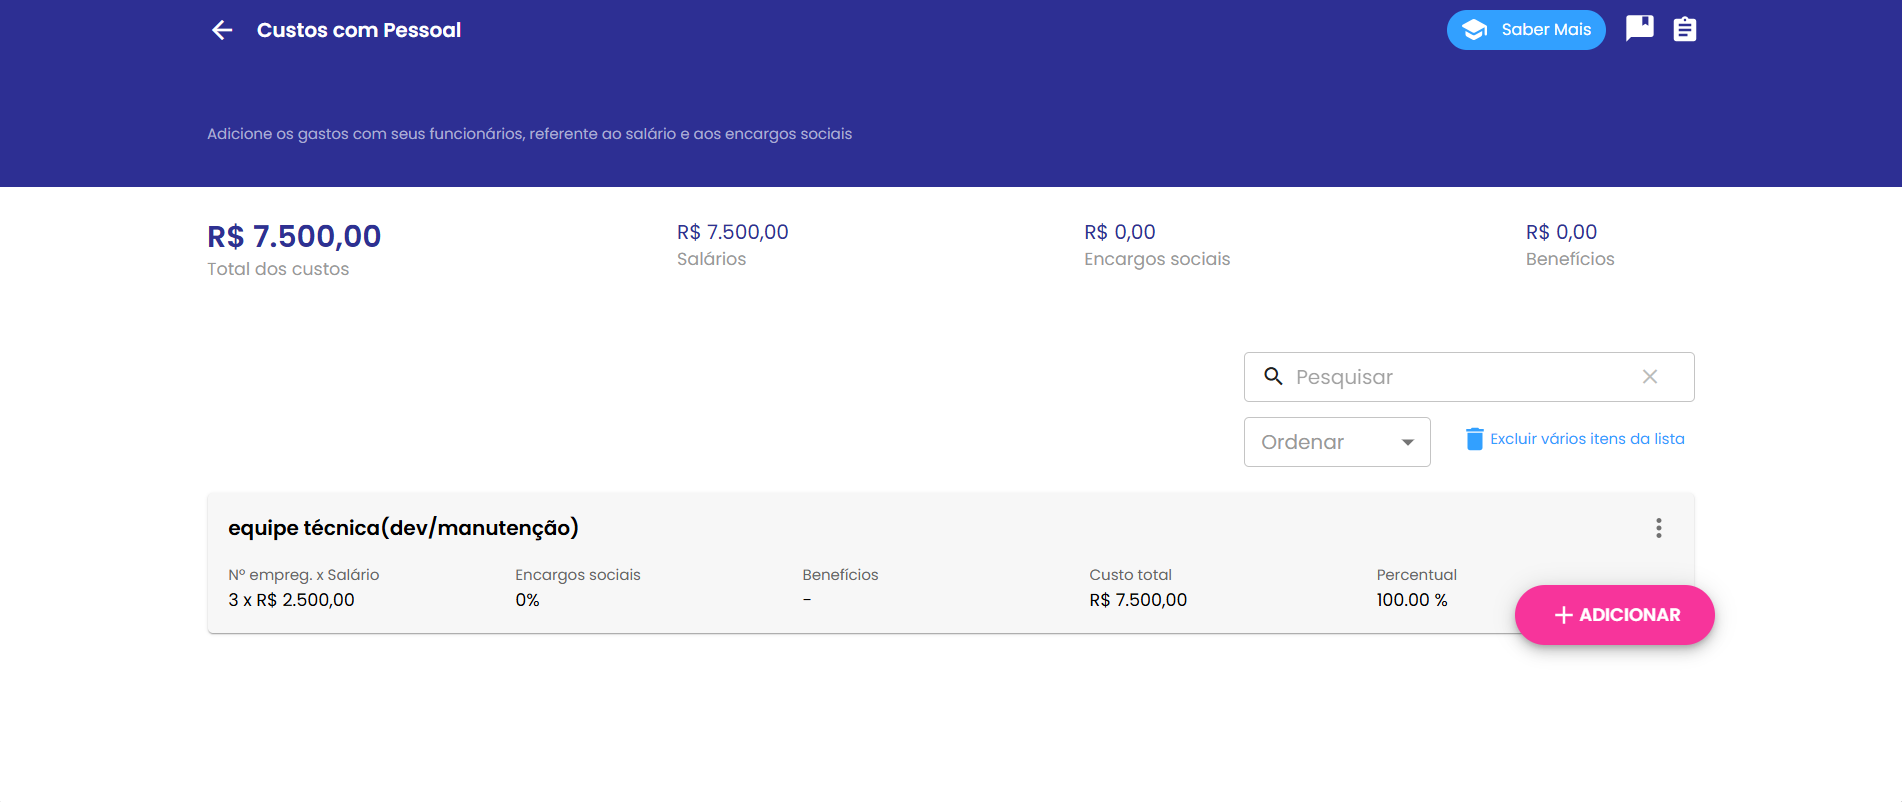 Custos com Pessoal
Saber Mais
Adicione os gastos com seus funcionários, referente ao salário e aos encargos sociais
R$ 7.500,00
Total dos custos
R$ 7.500,00
Salários
R$ 0,00
Encargos sociais
R$ 0,00
Benefícios
Pesquisar
Ordenar
Excluir vários itens da lista
equipe técnica(dev/manutenção)
Nº empreg. x Salário
3 x R$ 2.500,00
Encargos sociais
0%
Benefícios
-
Custo total
R$ 7.500,00
Percentual
100.00 %
ADICIONAR